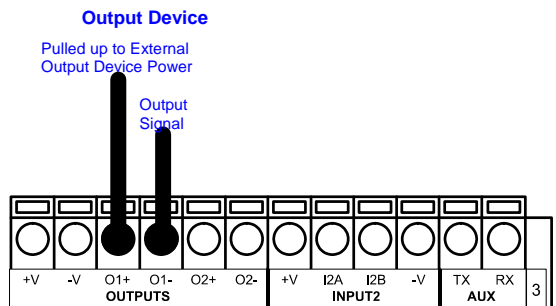 Output Device
Pulled up to External
Output Device Power
Output
Signal
+V -V O1+ O1- O2+ O2- +V I2A I2B -V TX RX
OUTPUTS INPUT2 AUX 3